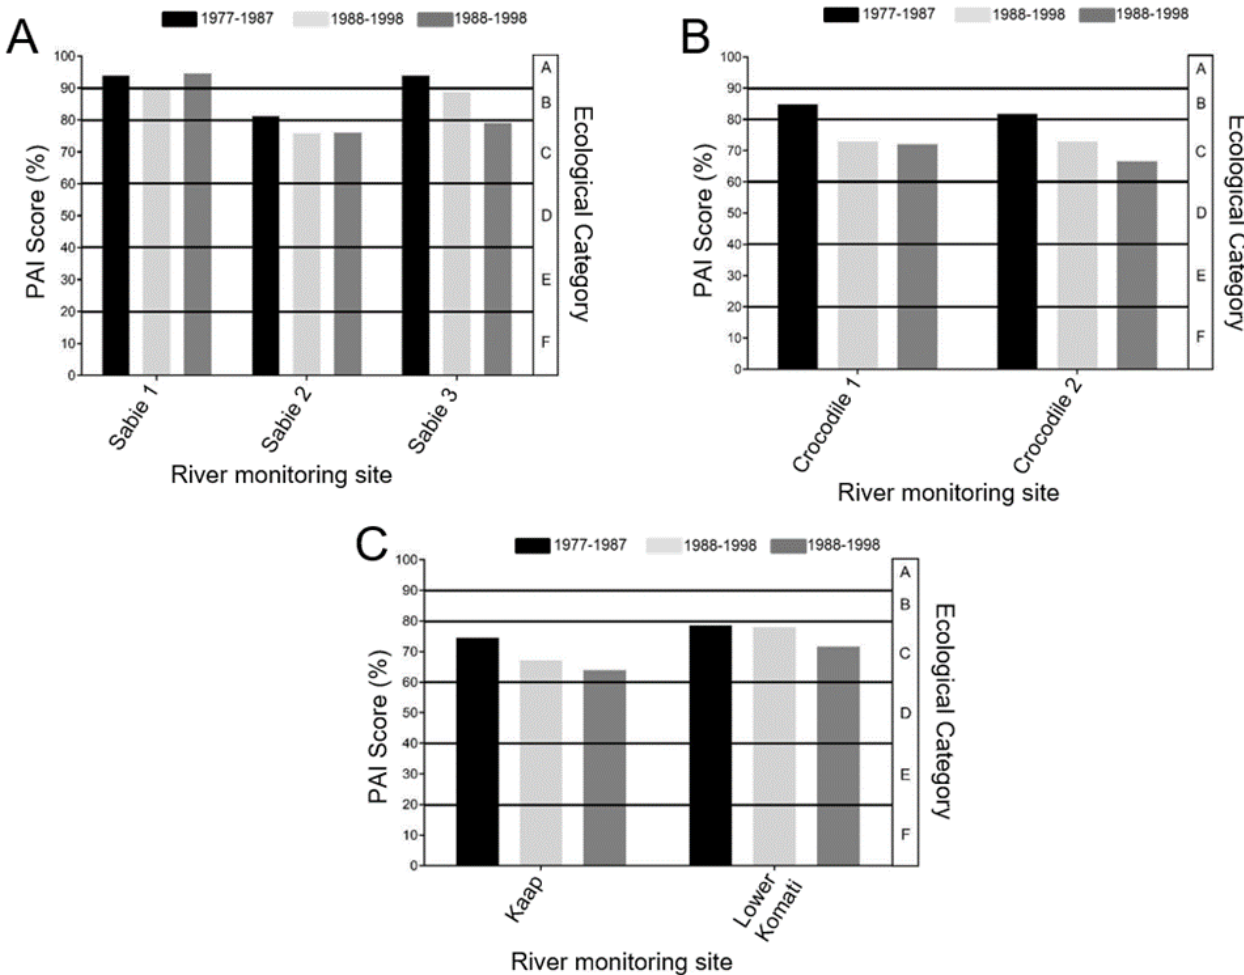 A
1977-1987 1988-1998 1988-1998
PAI Score (%)
100
90
80
70
60
50
40
30
20
10
0
A
B
C
D
E
F
Ecological Category
Sabie 1 Sabie 2 Sabie 3
River monitoring site
B
1977-1987 1988-1998 1988-1998
PAI Score (%)
100
90
80
70
60
50
40
30
20
10
0
A
B
C
D
E
F
Ecological Category
Crocodile 1 Crocodile 2
River monitoring site
C
1977-1987 1988-1998 1988-1998
PAI Score (%)
100
90
80
70
60
50
40
30
20
10
0
A
B
C
D
E
F
Ecological Category
Kaap Lower
Komati
River monitoring site